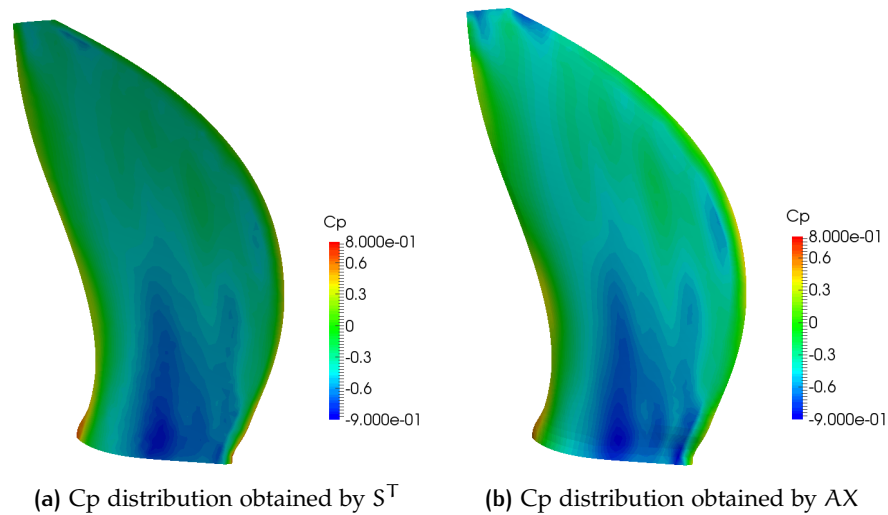 Cp
8.000e-01
0.6
0.3
0
-0.3
-0.6
-9.000e-01
Cp
8.000e-01
0.6
0.3
0
-0.3
-0.6
-9.000e-01
(a) Cp distribution obtained by Sᵀ
(b) Cp distribution obtained by AX